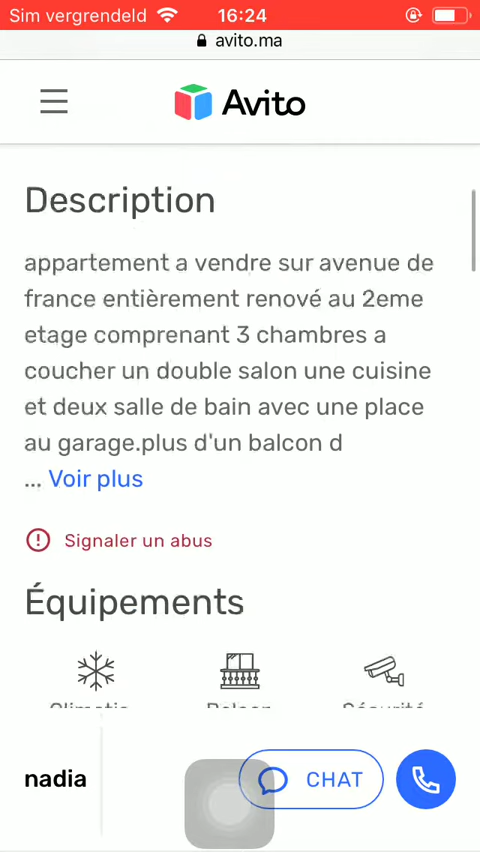 Sim vergrendeld 16:24
avito.ma
Avito
Description
appartement a vendre sur avenue de
france entièrement renové au 2eme
etage comprenant 3 chambres a
coucher un double salon une cuisine
et deux salle de bain avec une place
au garage.plus d'un balcon d
... Voir plus
Signaler un abus
Équipements
nadia CHAT